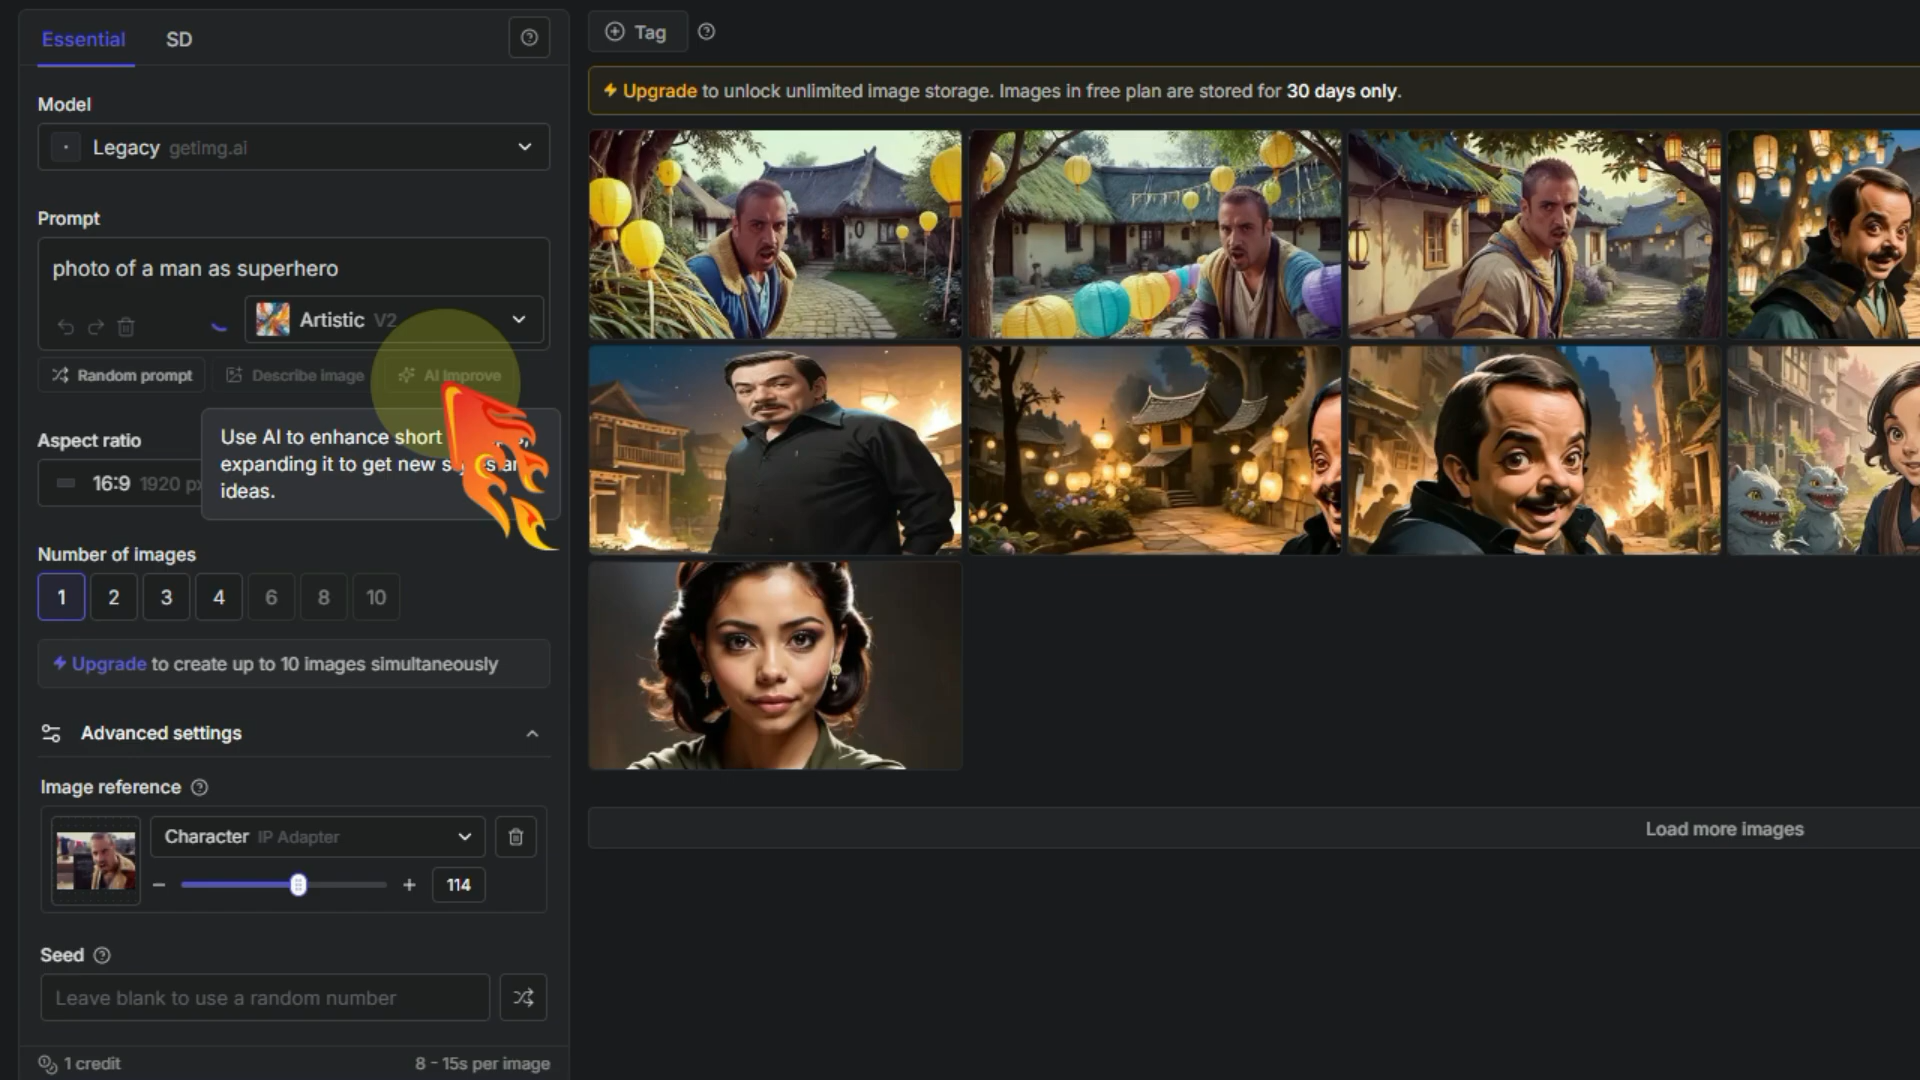 Essential
SD
Model
Legacy getimg.ai
Prompt
photo of a man as superhero
Artistic V2
Random prompt
Describe image
AI Improve
Use AI to enhance short
expanding it to get new
ideas.
Aspect ratio
16:9 1920
Number of images
1
2
3
4
6
8
10
Upgrade to create up to 10 images simultaneously
Advanced settings
Image reference
Character IP Adapter
114
Seed
Leave blank to use a random number
1 credit
8 - 15s per image
Tag
Upgrade to unlock unlimited image storage. Images in free plan are stored for 30 days only.
Load more images